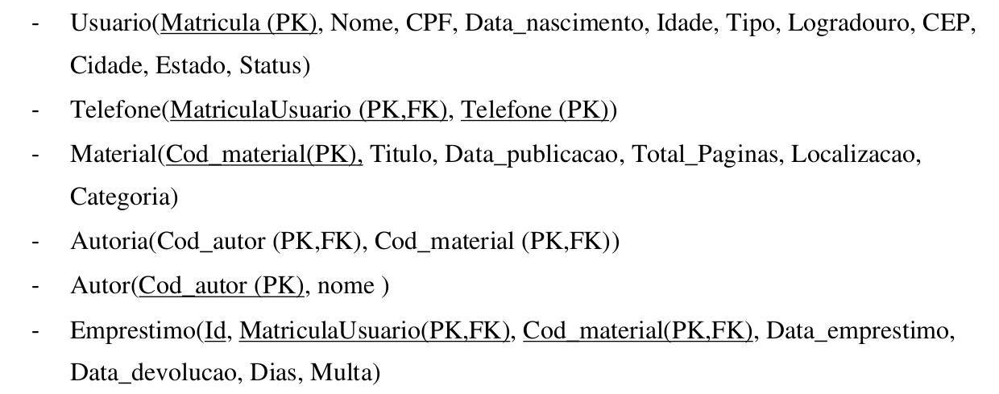 - Usuario(Matricula (PK), Nome, CPF, Data_nascimento, Idade, Tipo, Logradouro, CEP,
Cidade, Estado, Status)
- Telefone(MatriculaUsuario (PK,FK), Telefone (PK))
- Material(Cod_material(PK), Titulo, Data_publicacao, Total_Paginas, Localizacao,
Categoria)
- Autoria(Cod_autor (PK,FK), Cod_material (PK,FK))
- Autor(Cod_autor (PK), nome )
- Emprestimo(Id, MatriculaUsuario(PK,FK), Cod_material(PK,FK), Data_emprestimo,
Data_devolucao, Dias, Multa)